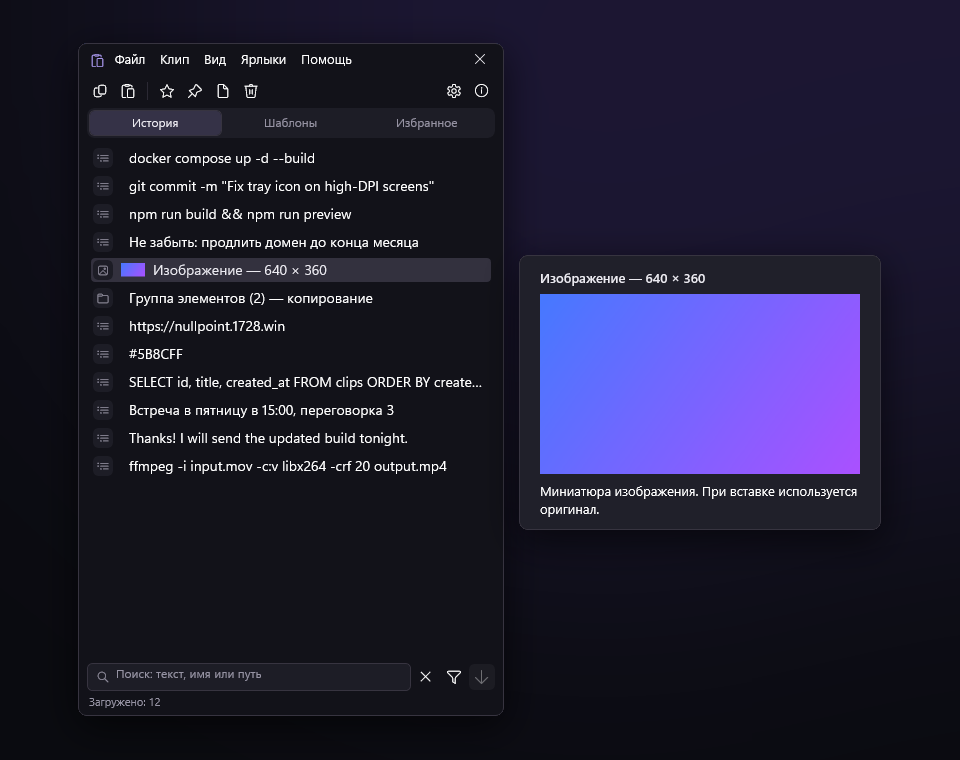 Файл Клип Вид Ярлыки Помощь
История Шаблоны Избранное
docker compose up -d --build
git commit -m "Fix tray icon on high-DPI screens"
npm run build && npm run preview
Не забыть: продлить домен до конца месяца
Изображение — 640 × 360
Группа элементов (2) — копирование
https://nullpoint.1728.win
#5B8CFF
SELECT id, title, created_at FROM clips ORDER BY create...
Встреча в пятницу в 15:00, переговорка 3
Thanks! I will send the updated build tonight.
ffmpeg -i input.mov -c:v libx264 -crf 20 output.mp4
Поиск: текст, имя или путь
Загружено: 12
Изображение — 640 × 360
Миниатюра изображения. При вставке используется
оригинал.